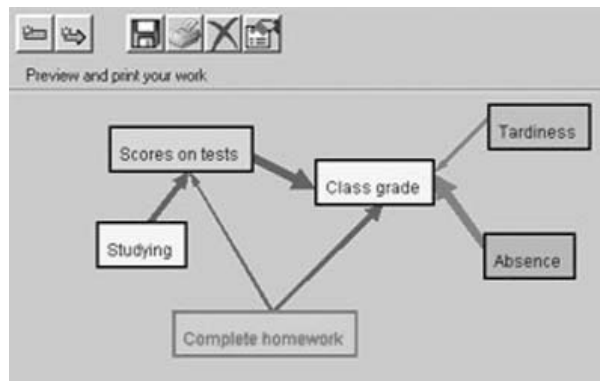 Preview and print your work
Tardiness
Scores on tests
Class grade
Studying
Absence
Complete homework